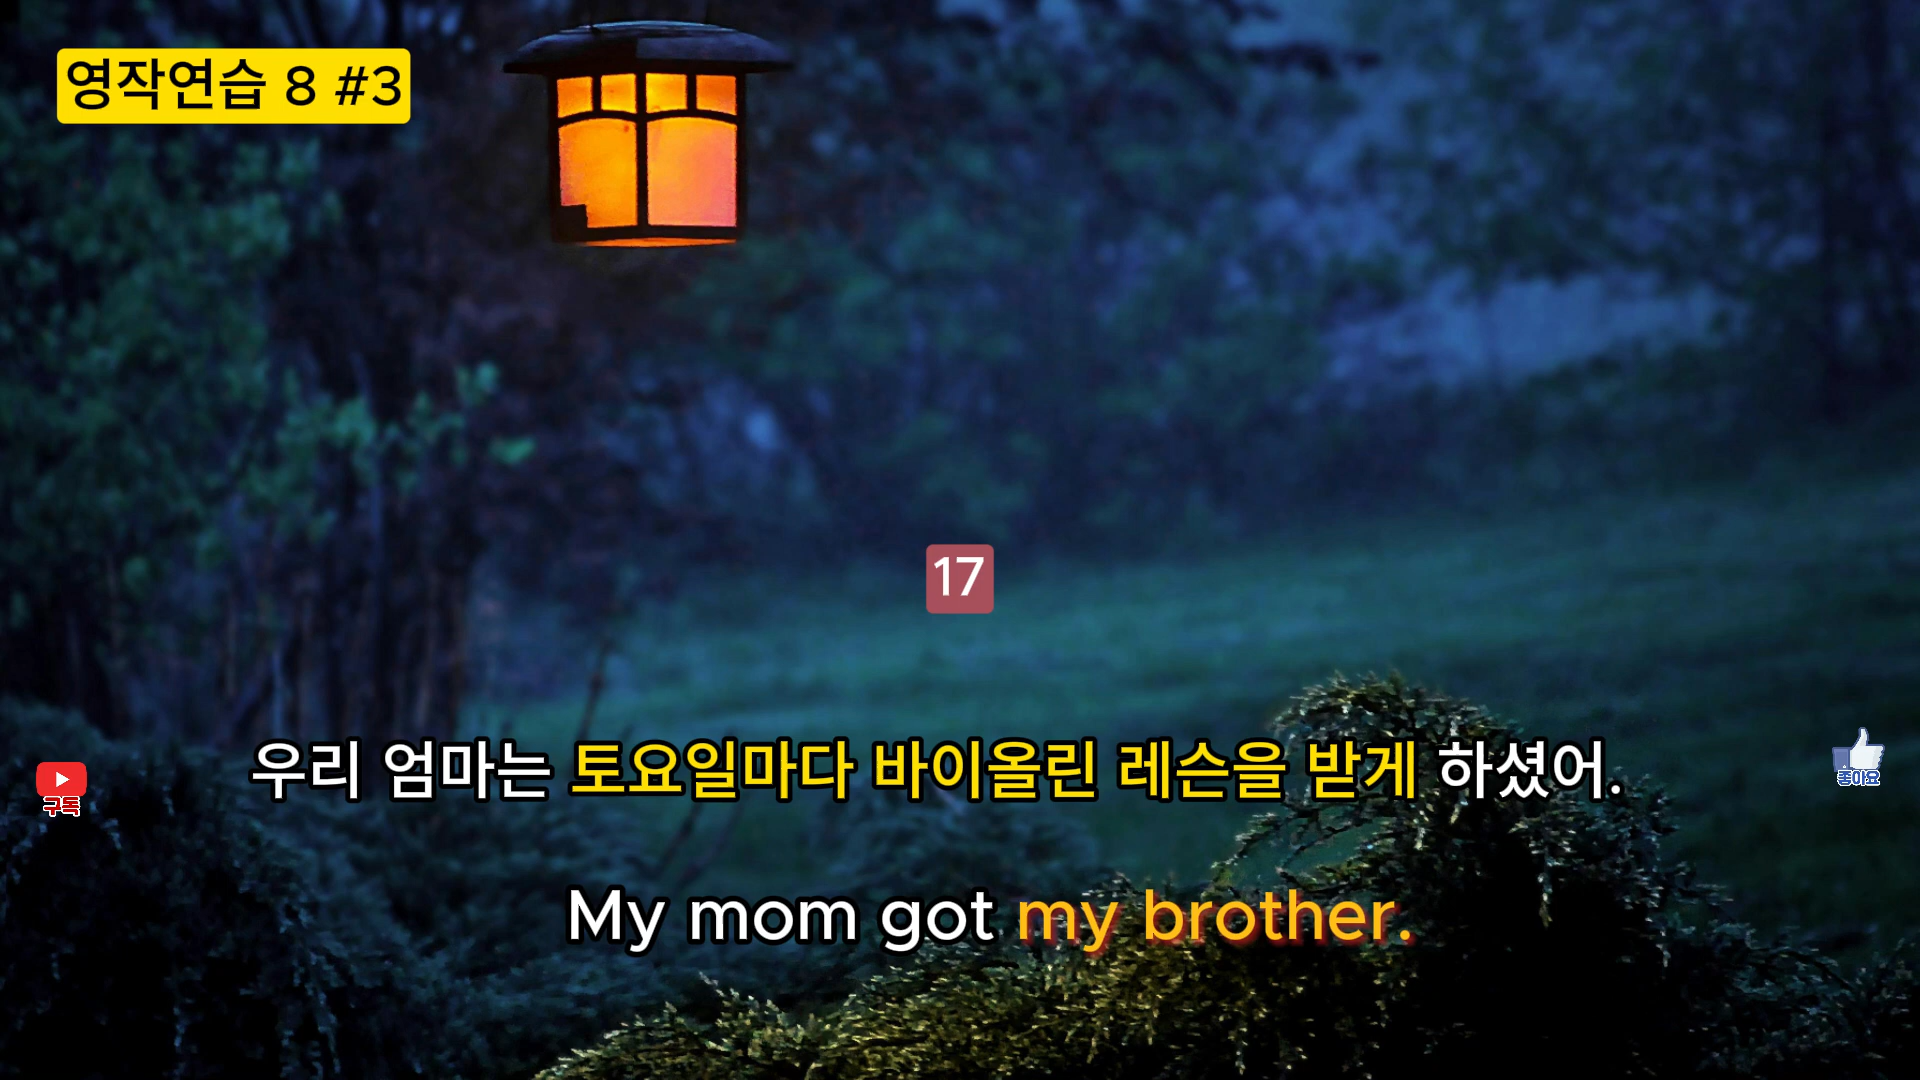 영작연습 8 #3
17
우리 엄마는 토요일마다 바이올린 레슨을 받게 하셨어.
구독
좋아요
My mom got my brother.